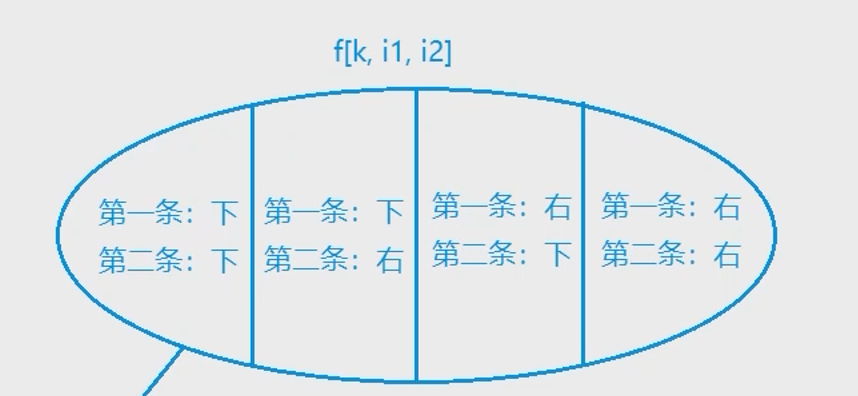 f[k, i1, i2]
第一条：下
第二条：下
第一条：下
第二条：右
第一条：右
第二条：下
第一条：右
第二条：右